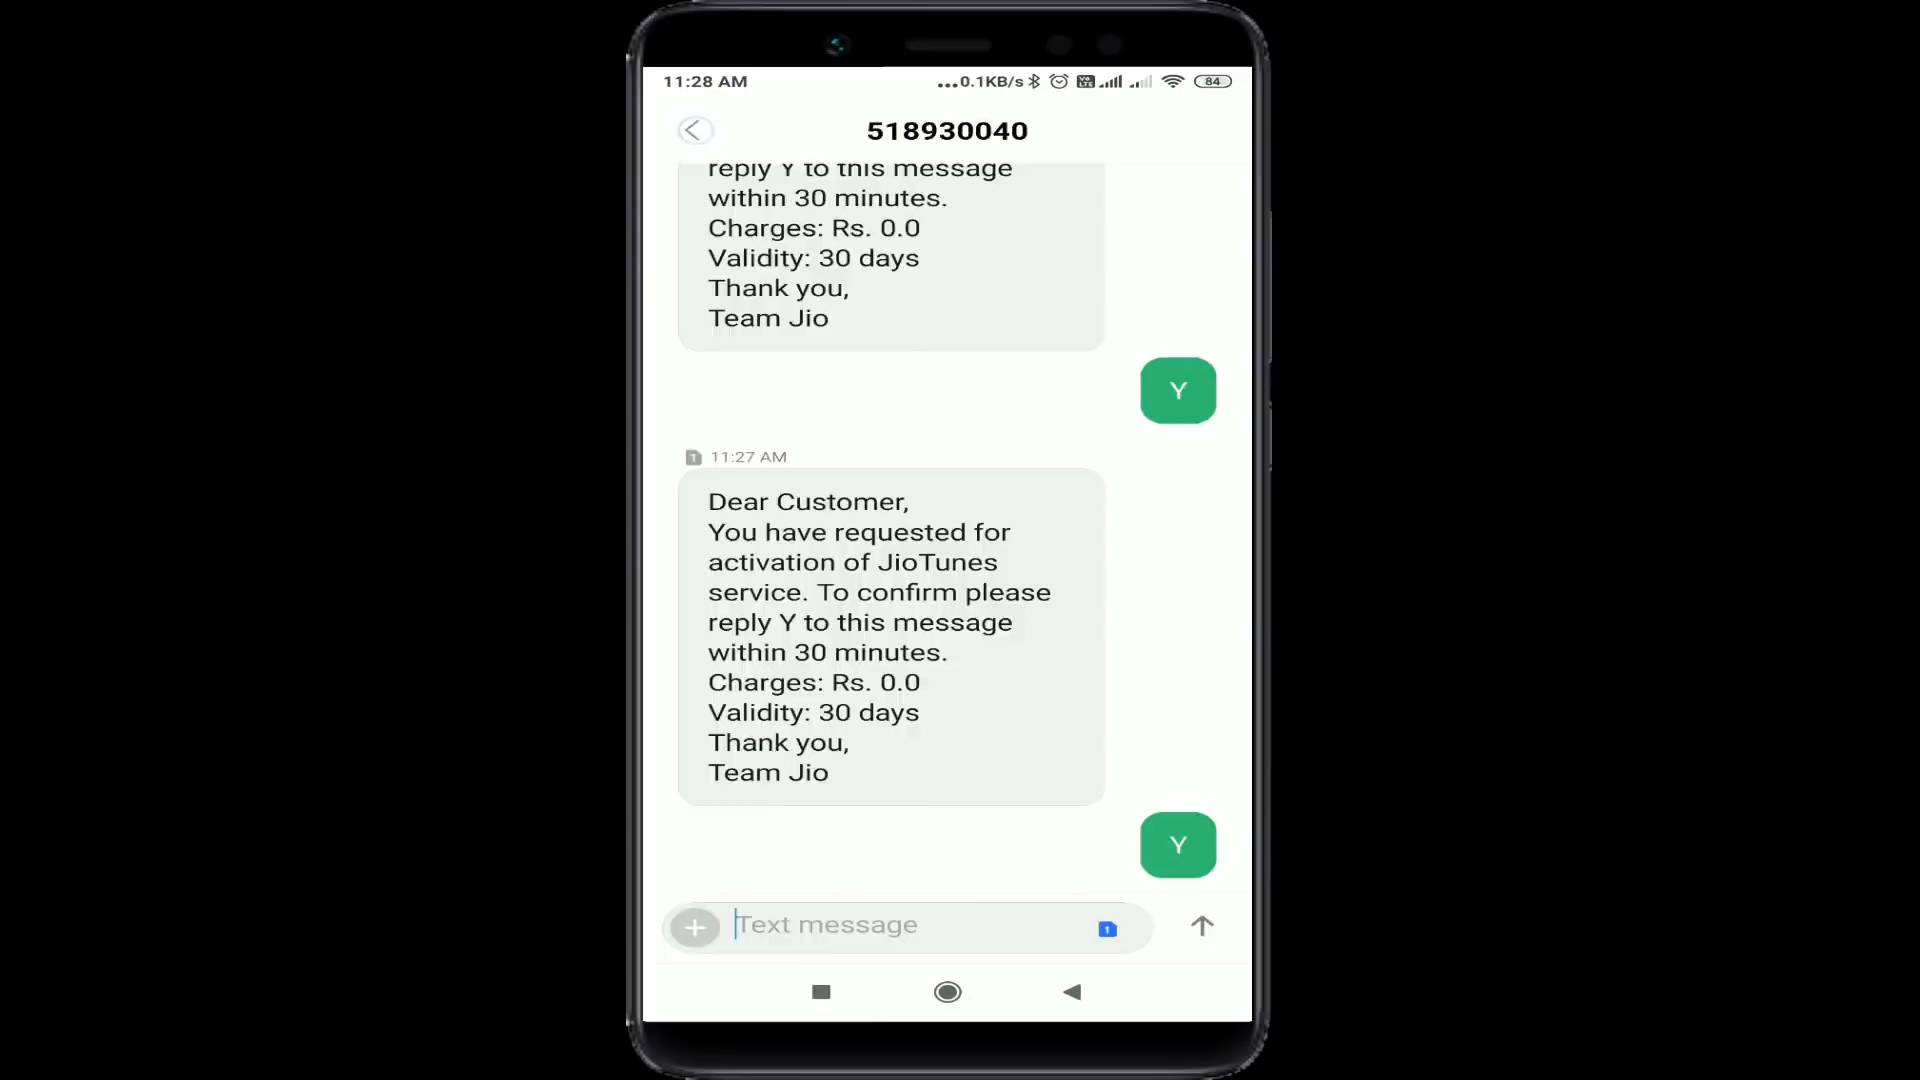 11:28 AM
...0.1KB/s
84
518930040
reply Y to this message
within 30 minutes.
Charges: Rs. 0.0
Validity: 30 days
Thank you,
Team Jio
Y
1 11:27 AM
Dear Customer,
You have requested for
activation of JioTunes
service. To confirm please
reply Y to this message
within 30 minutes.
Charges: Rs. 0.0
Validity: 30 days
Thank you,
Team Jio
Y
Text message
1